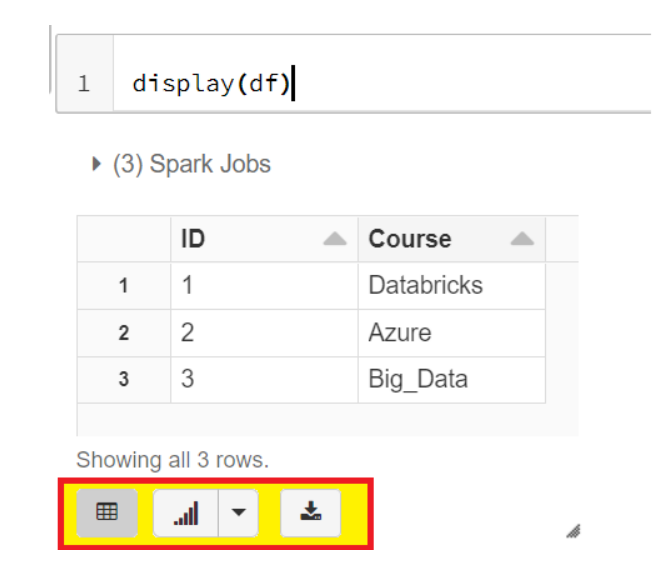 1 display(df)
(3) Spark Jobs
ID Course
1 1 Databricks
2 2 Azure
3 3 Big_Data
Showing all 3 rows.